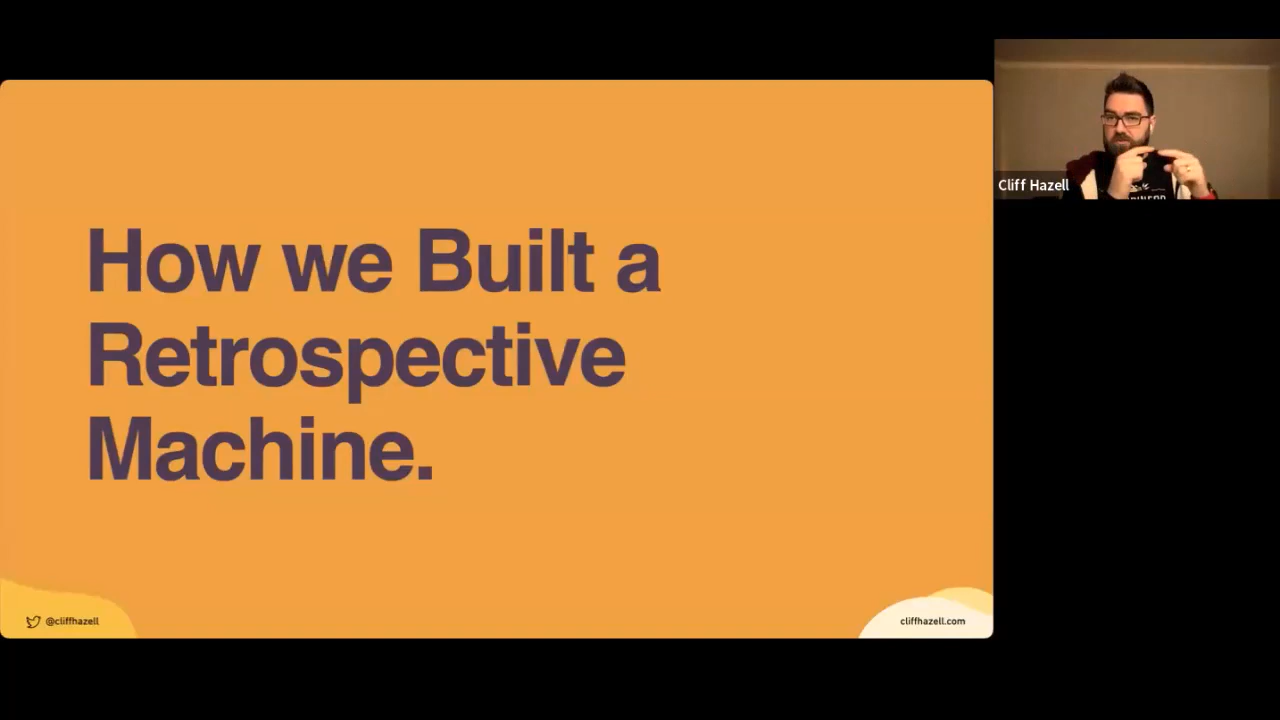 How we Built a
Retrospective
Machine.
@cliffhazell
cliffhazell.com
Cliff Hazell